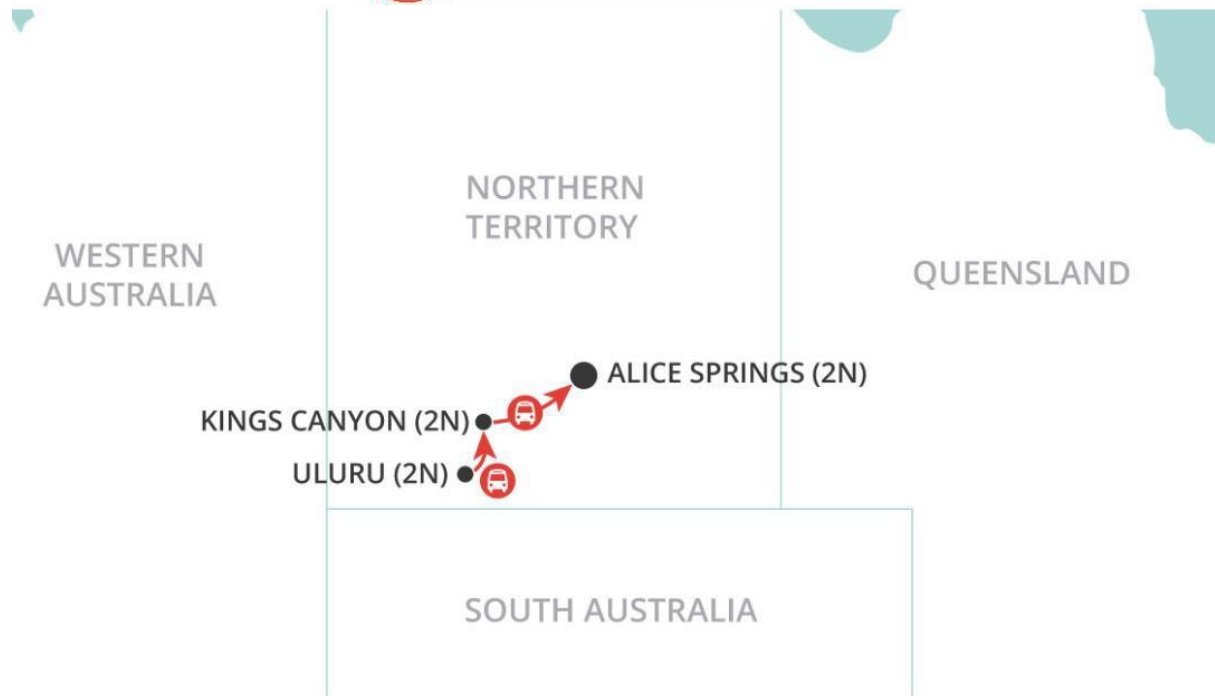 NORTHERN
TERRITORY
WESTERN
AUSTRALIA
QUEENSLAND
ALICE SPRINGS (2N)
KINGS CANYON (2N)
ULURU (2N)
SOUTH AUSTRALIA